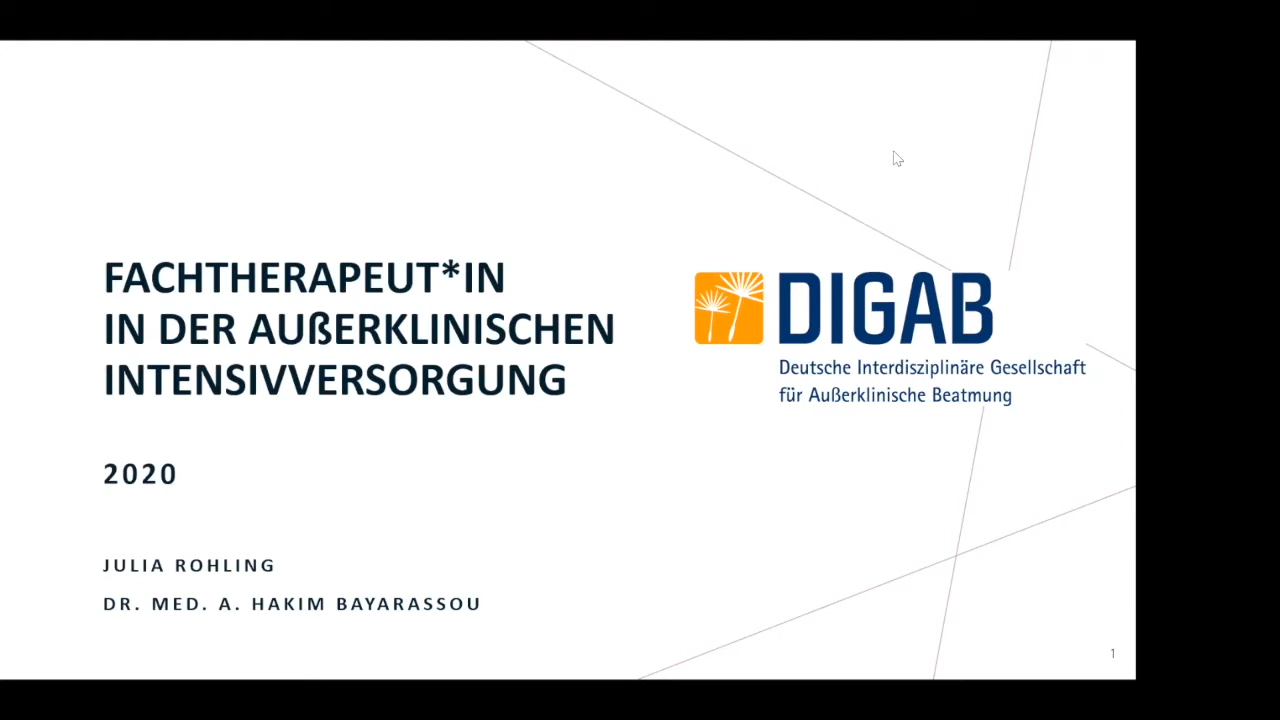 FACHTHERAPEUT*IN
IN DER AUßERKLINISCHEN
INTENSIVVERSORGUNG
2020
JULIA ROHLING
DR. MED. A. HAKIM BAYARASSOU
DIGAB
Deutsche Interdisziplinäre Gesellschaft
für Außerklinische Beatmung
1